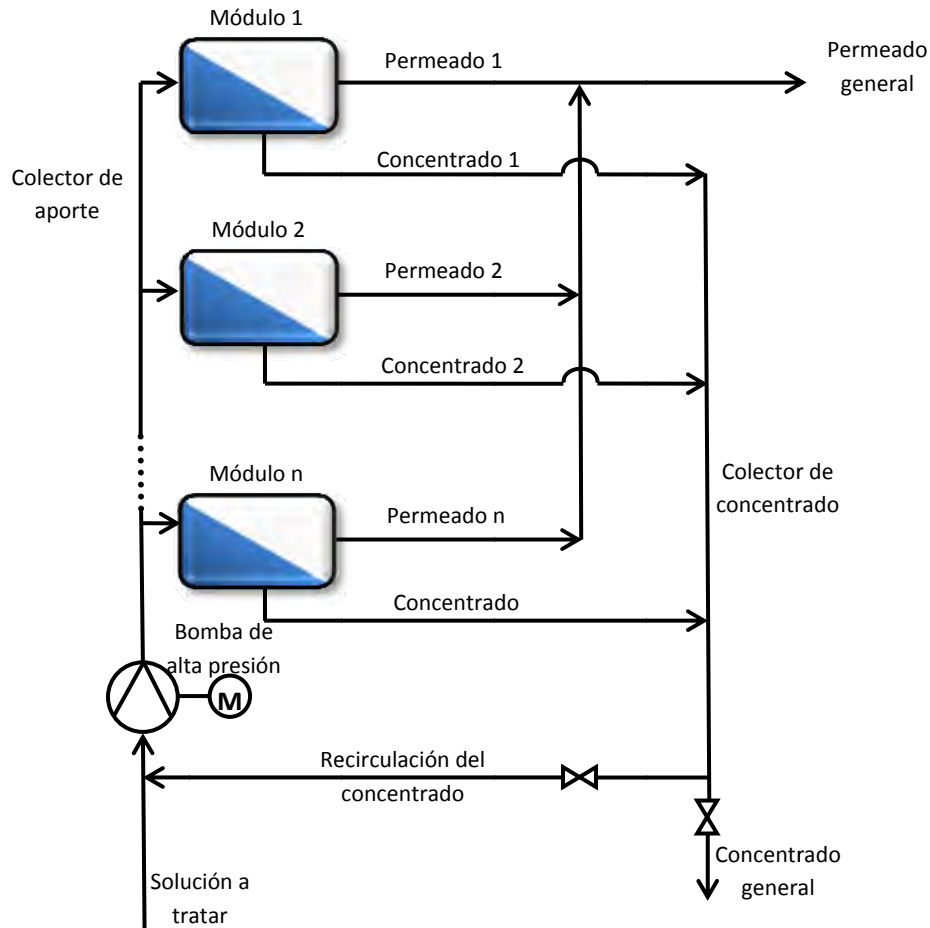 Módulo 1
Permeado 1
Permeado
general
Concentrado 1
Colector de
aporte
Módulo 2
Permeado 2
Concentrado 2
Módulo n
Colector de
concentrado
Permeado n
Concentrado
Bomba de
alta presión
M
Recirculación del
concentrado
Concentrado
general
Solución a
tratar